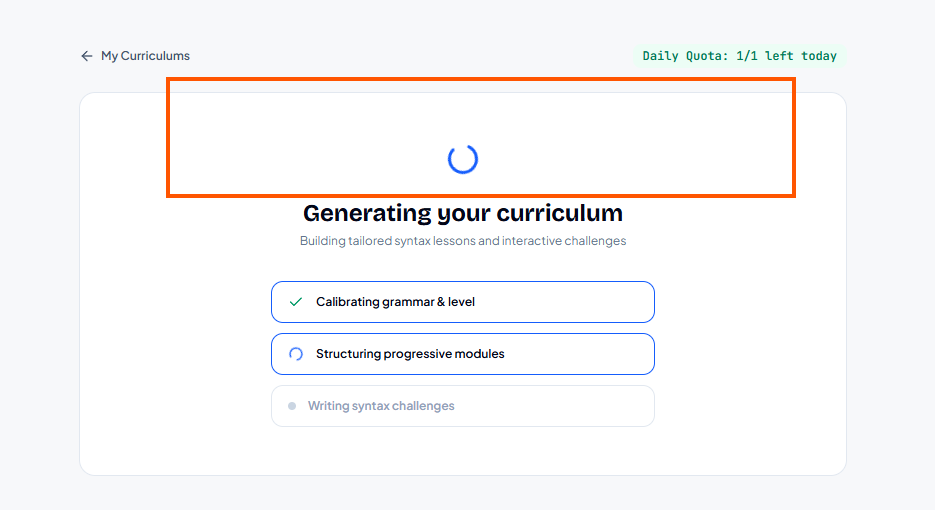 My Curriculums
Daily Quota: 1/1 left today
Generating your curriculum
Building tailored syntax lessons and interactive challenges
Calibrating grammar & level
Structuring progressive modules
Writing syntax challenges